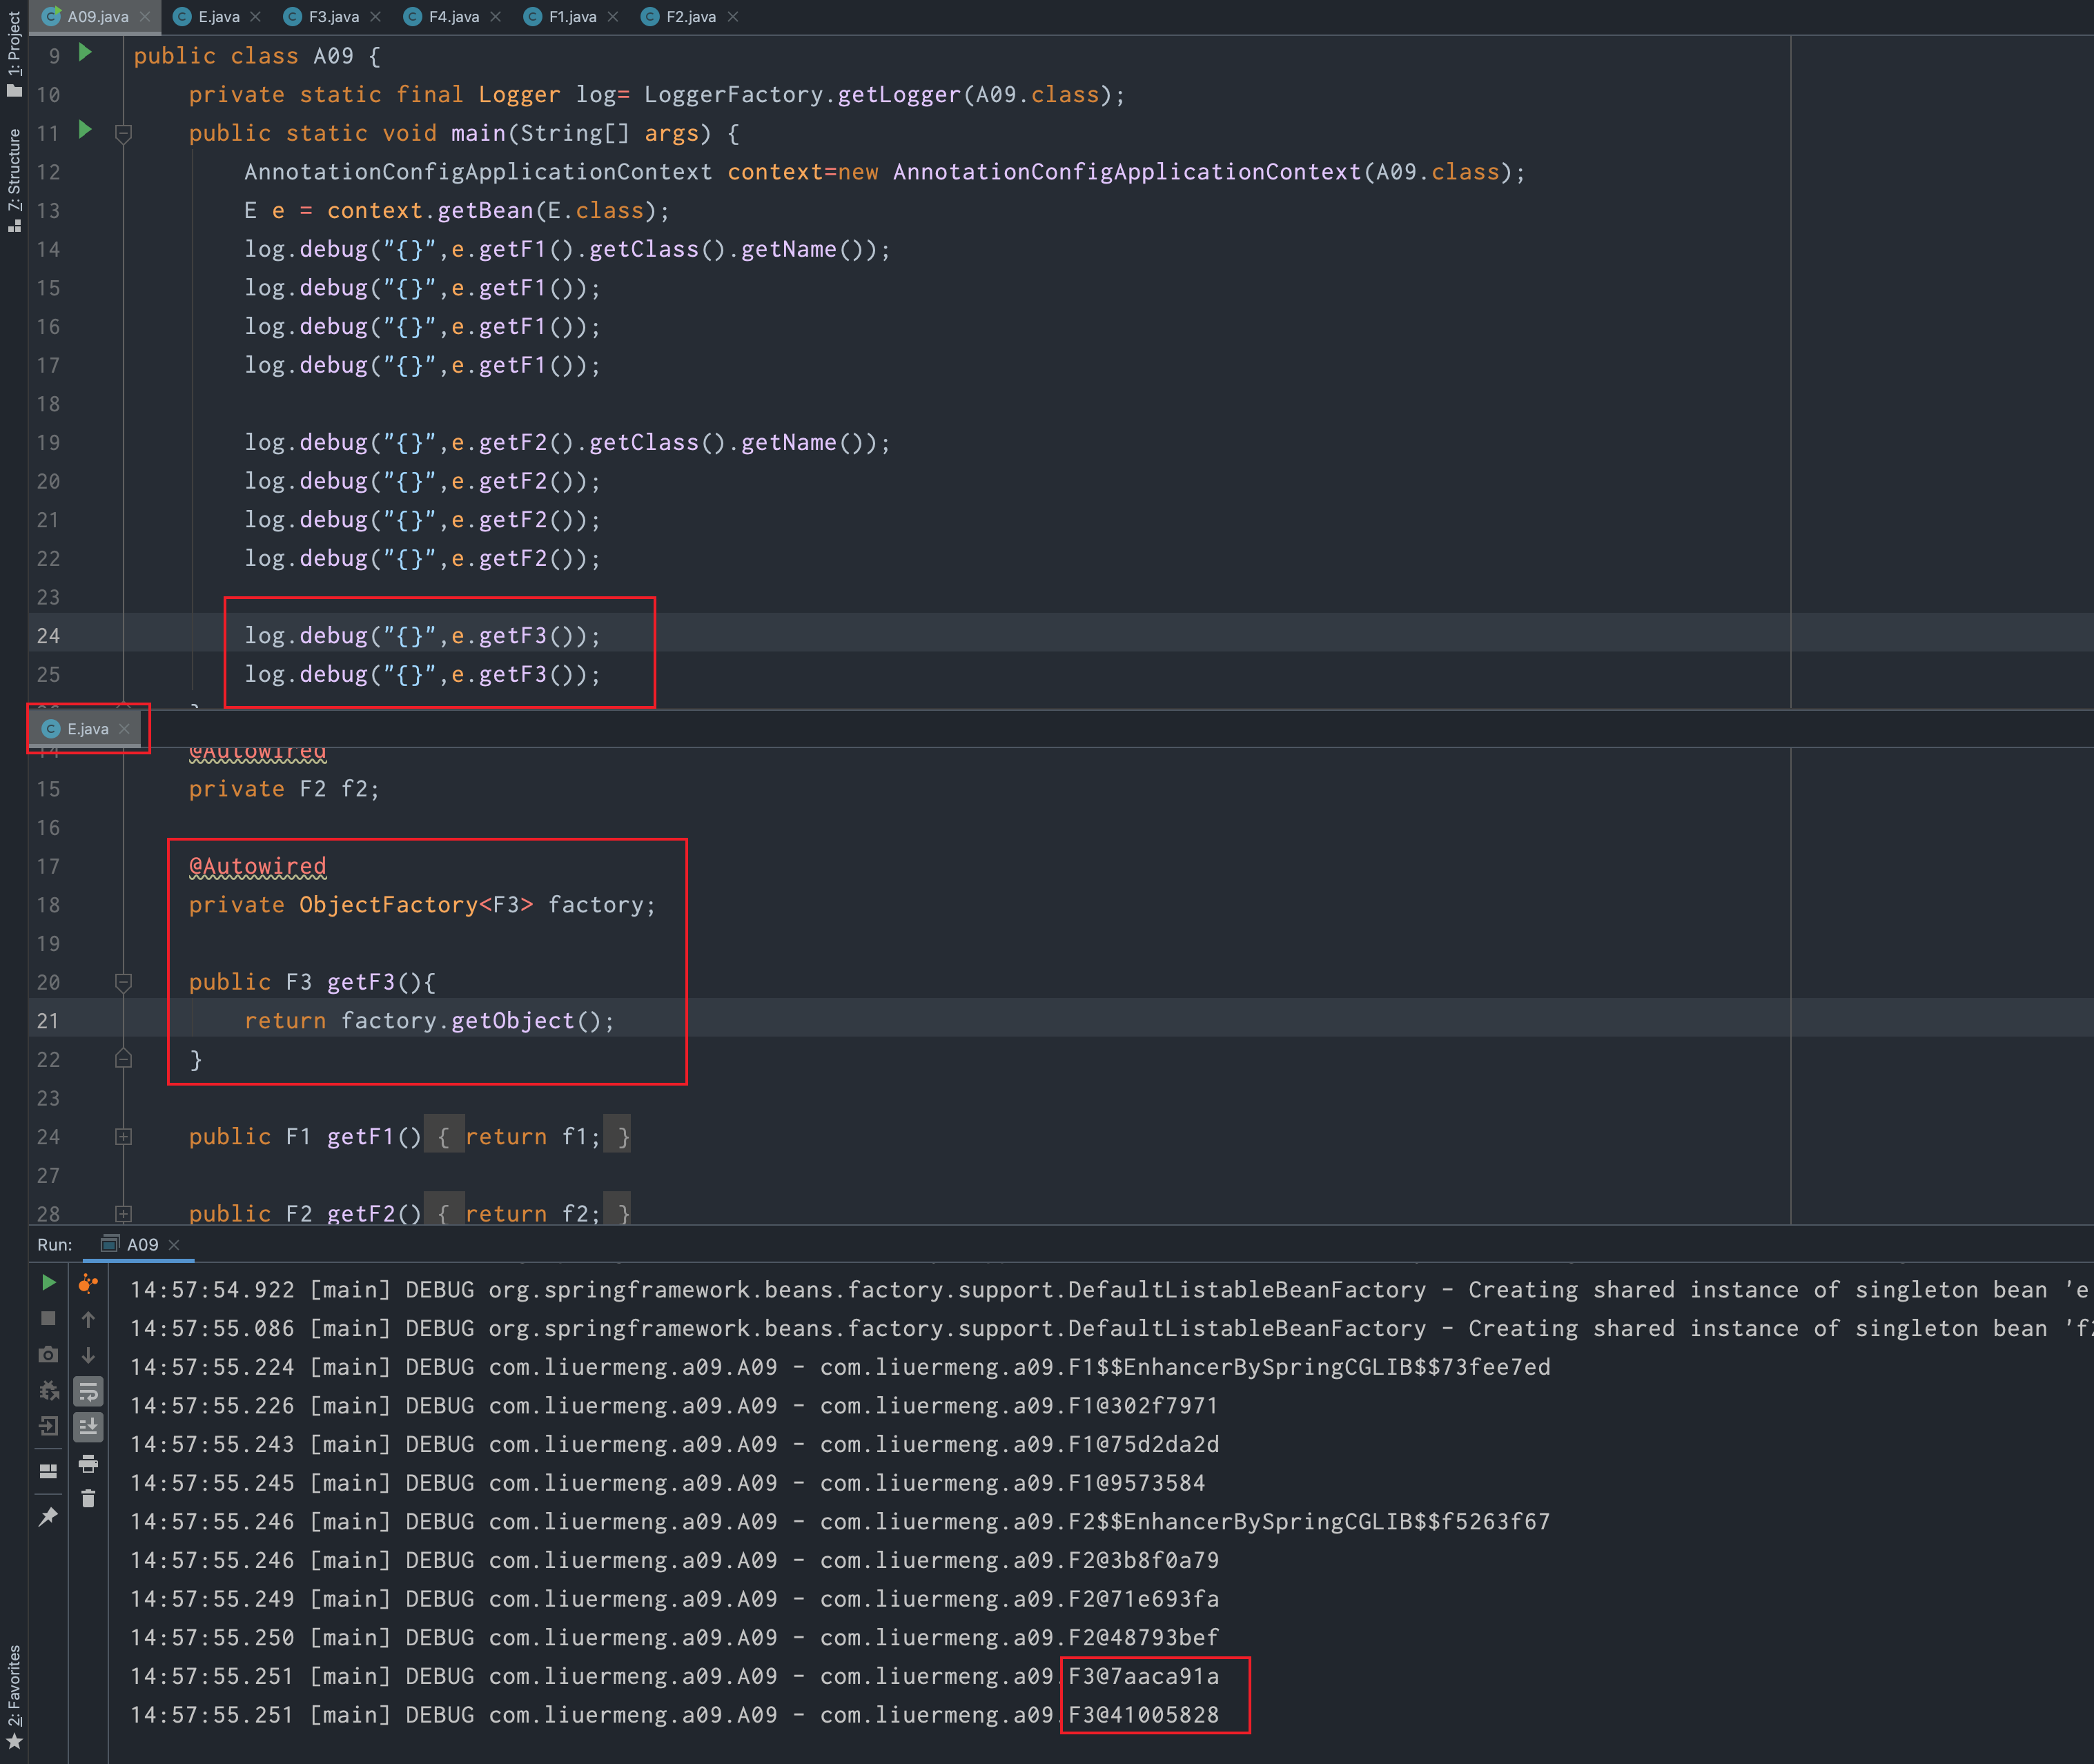 A09.java E.java F3.java F4.java F1.java F2.java
1: Project
Z: Structure
2: Favorites
9 public class A09 {
10 private static final Logger log= LoggerFactory.getLogger(A09.class);
11 public static void main(String[] args) {
12 AnnotationConfigApplicationContext context=new AnnotationConfigApplicationContext(A09.class);
13 E e = context.getBean(E.class);
14 log.debug("{}",e.getF1().getClass().getName());
15 log.debug("{}",e.getF1());
16 log.debug("{}",e.getF1());
17 log.debug("{}",e.getF1());
18
19 log.debug("{}",e.getF2().getClass().getName());
20 log.debug("{}",e.getF2());
21 log.debug("{}",e.getF2());
22 log.debug("{}",e.getF2());
23
24 log.debug("{}",e.getF3());
25 log.debug("{}",e.getF3());
E.java
14 @Autowired
15 private F2 f2;
16
17 @Autowired
18 private ObjectFactory<F3> factory;
19
20 public F3 getF3(){
21 return factory.getObject();
22 }
23
24 public F1 getF1() { return f1; }
27
28 public F2 getF2() { return f2; }
Run: A09
14:57:54.922 [main] DEBUG org.springframework.beans.factory.support.DefaultListableBeanFactory - Creating shared instance of singleton bean 'e
14:57:55.086 [main] DEBUG org.springframework.beans.factory.support.DefaultListableBeanFactory - Creating shared instance of singleton bean 'f2
14:57:55.224 [main] DEBUG com.liuermeng.a09.A09 - com.liuermeng.a09.F1$$EnhancerBySpringCGLIB$$73fee7ed
14:57:55.226 [main] DEBUG com.liuermeng.a09.A09 - com.liuermeng.a09.F1@302f7971
14:57:55.243 [main] DEBUG com.liuermeng.a09.A09 - com.liuermeng.a09.F1@75d2da2d
14:57:55.245 [main] DEBUG com.liuermeng.a09.A09 - com.liuermeng.a09.F1@9573584
14:57:55.246 [main] DEBUG com.liuermeng.a09.A09 - com.liuermeng.a09.F2$$EnhancerBySpringCGLIB$$f5263f67
14:57:55.246 [main] DEBUG com.liuermeng.a09.A09 - com.liuermeng.a09.F2@3b8f0a79
14:57:55.249 [main] DEBUG com.liuermeng.a09.A09 - com.liuermeng.a09.F2@71e693fa
14:57:55.250 [main] DEBUG com.liuermeng.a09.A09 - com.liuermeng.a09.F2@48793bef
14:57:55.251 [main] DEBUG com.liuermeng.a09.A09 - com.liuermeng.a09.F3@7aaca91a
14:57:55.251 [main] DEBUG com.liuermeng.a09.A09 - com.liuermeng.a09.F3@41005828